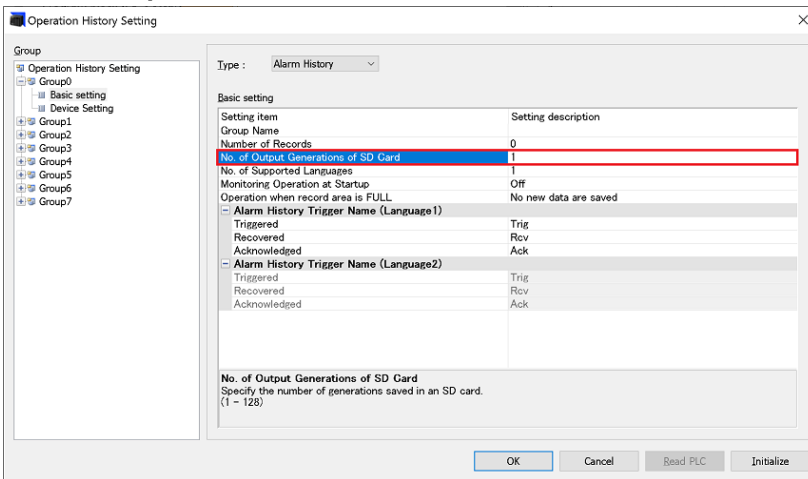 Operation History Setting
Group
Operation History Setting
Group0
Basic setting
Device Setting
Group1
Group2
Group3
Group4
Group5
Group6
Group7
Type : Alarm History
Basic setting
Setting item Setting description
Group Name
Number of Records 0
No. of Output Generations of SD Card 1
No. of Supported Languages 1
Monitoring Operation at Startup Off
Operation when record area is FULL No new data are saved
Alarm History Trigger Name (Language1)
Triggered Trig
Recovered Rcv
Acknowledged Ack
Alarm History Trigger Name (Language2)
Triggered Trig
Recovered Rcv
Acknowledged Ack
No. of Output Generations of SD Card
Specify the number of generations saved in an SD card.
(1 - 128)
OK Cancel Read PLC Initialize